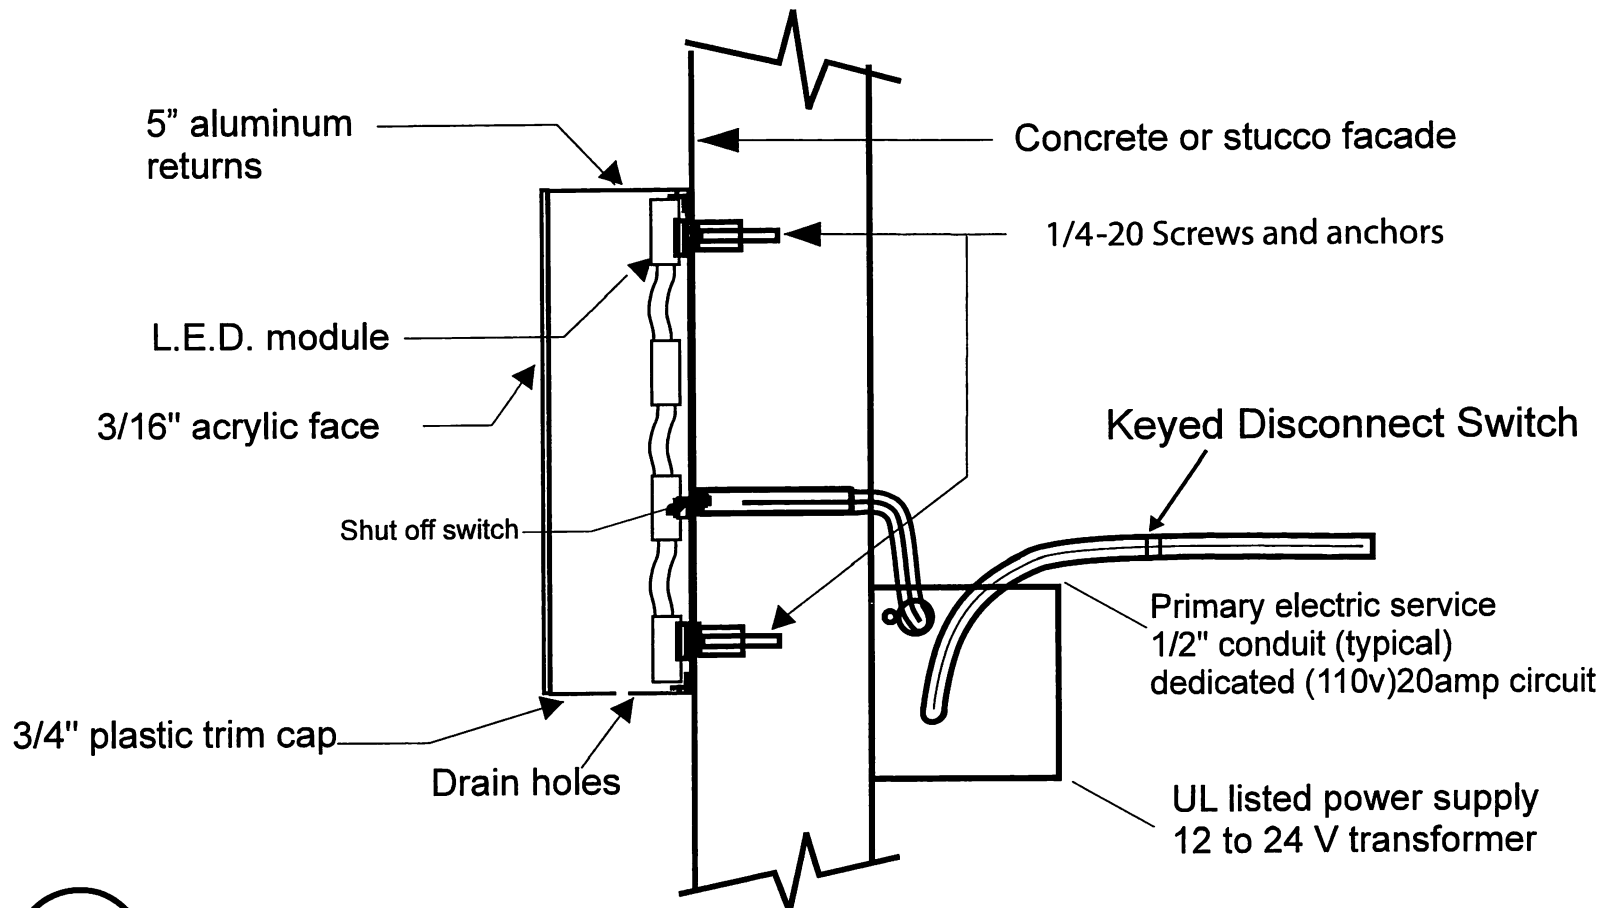 5” aluminum
returns
Concrete or stucco facade
1/4-20 Screws and anchors
L.E.D. module
3/16" acrylic face
Keyed Disconnect Switch
Shut off switch
Primary electric service
1/2" conduit (typical)
dedicated (110v)20amp circuit
3/4" plastic trim cap
Drain holes
UL listed power supply
12 to 24 V transformer